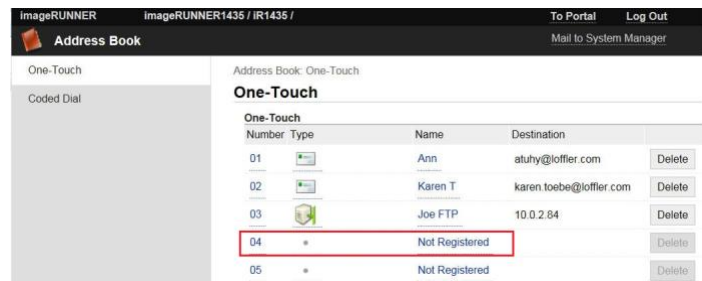 imageRUNNER imageRUNNER1435 / iR1435 / To Portal Log Out
Address Book Mail to System Manager
One-Touch
Coded Dial
Address Book: One-Touch
One-Touch
One-Touch
Number Type Name Destination
01 Ann atuhy@loffler.com Delete
02 Karen T karen.toebe@loffler.com Delete
03 Joe FTP 10.0.2.84 Delete
04 Not Registered Delete
05 Not Registered Delete